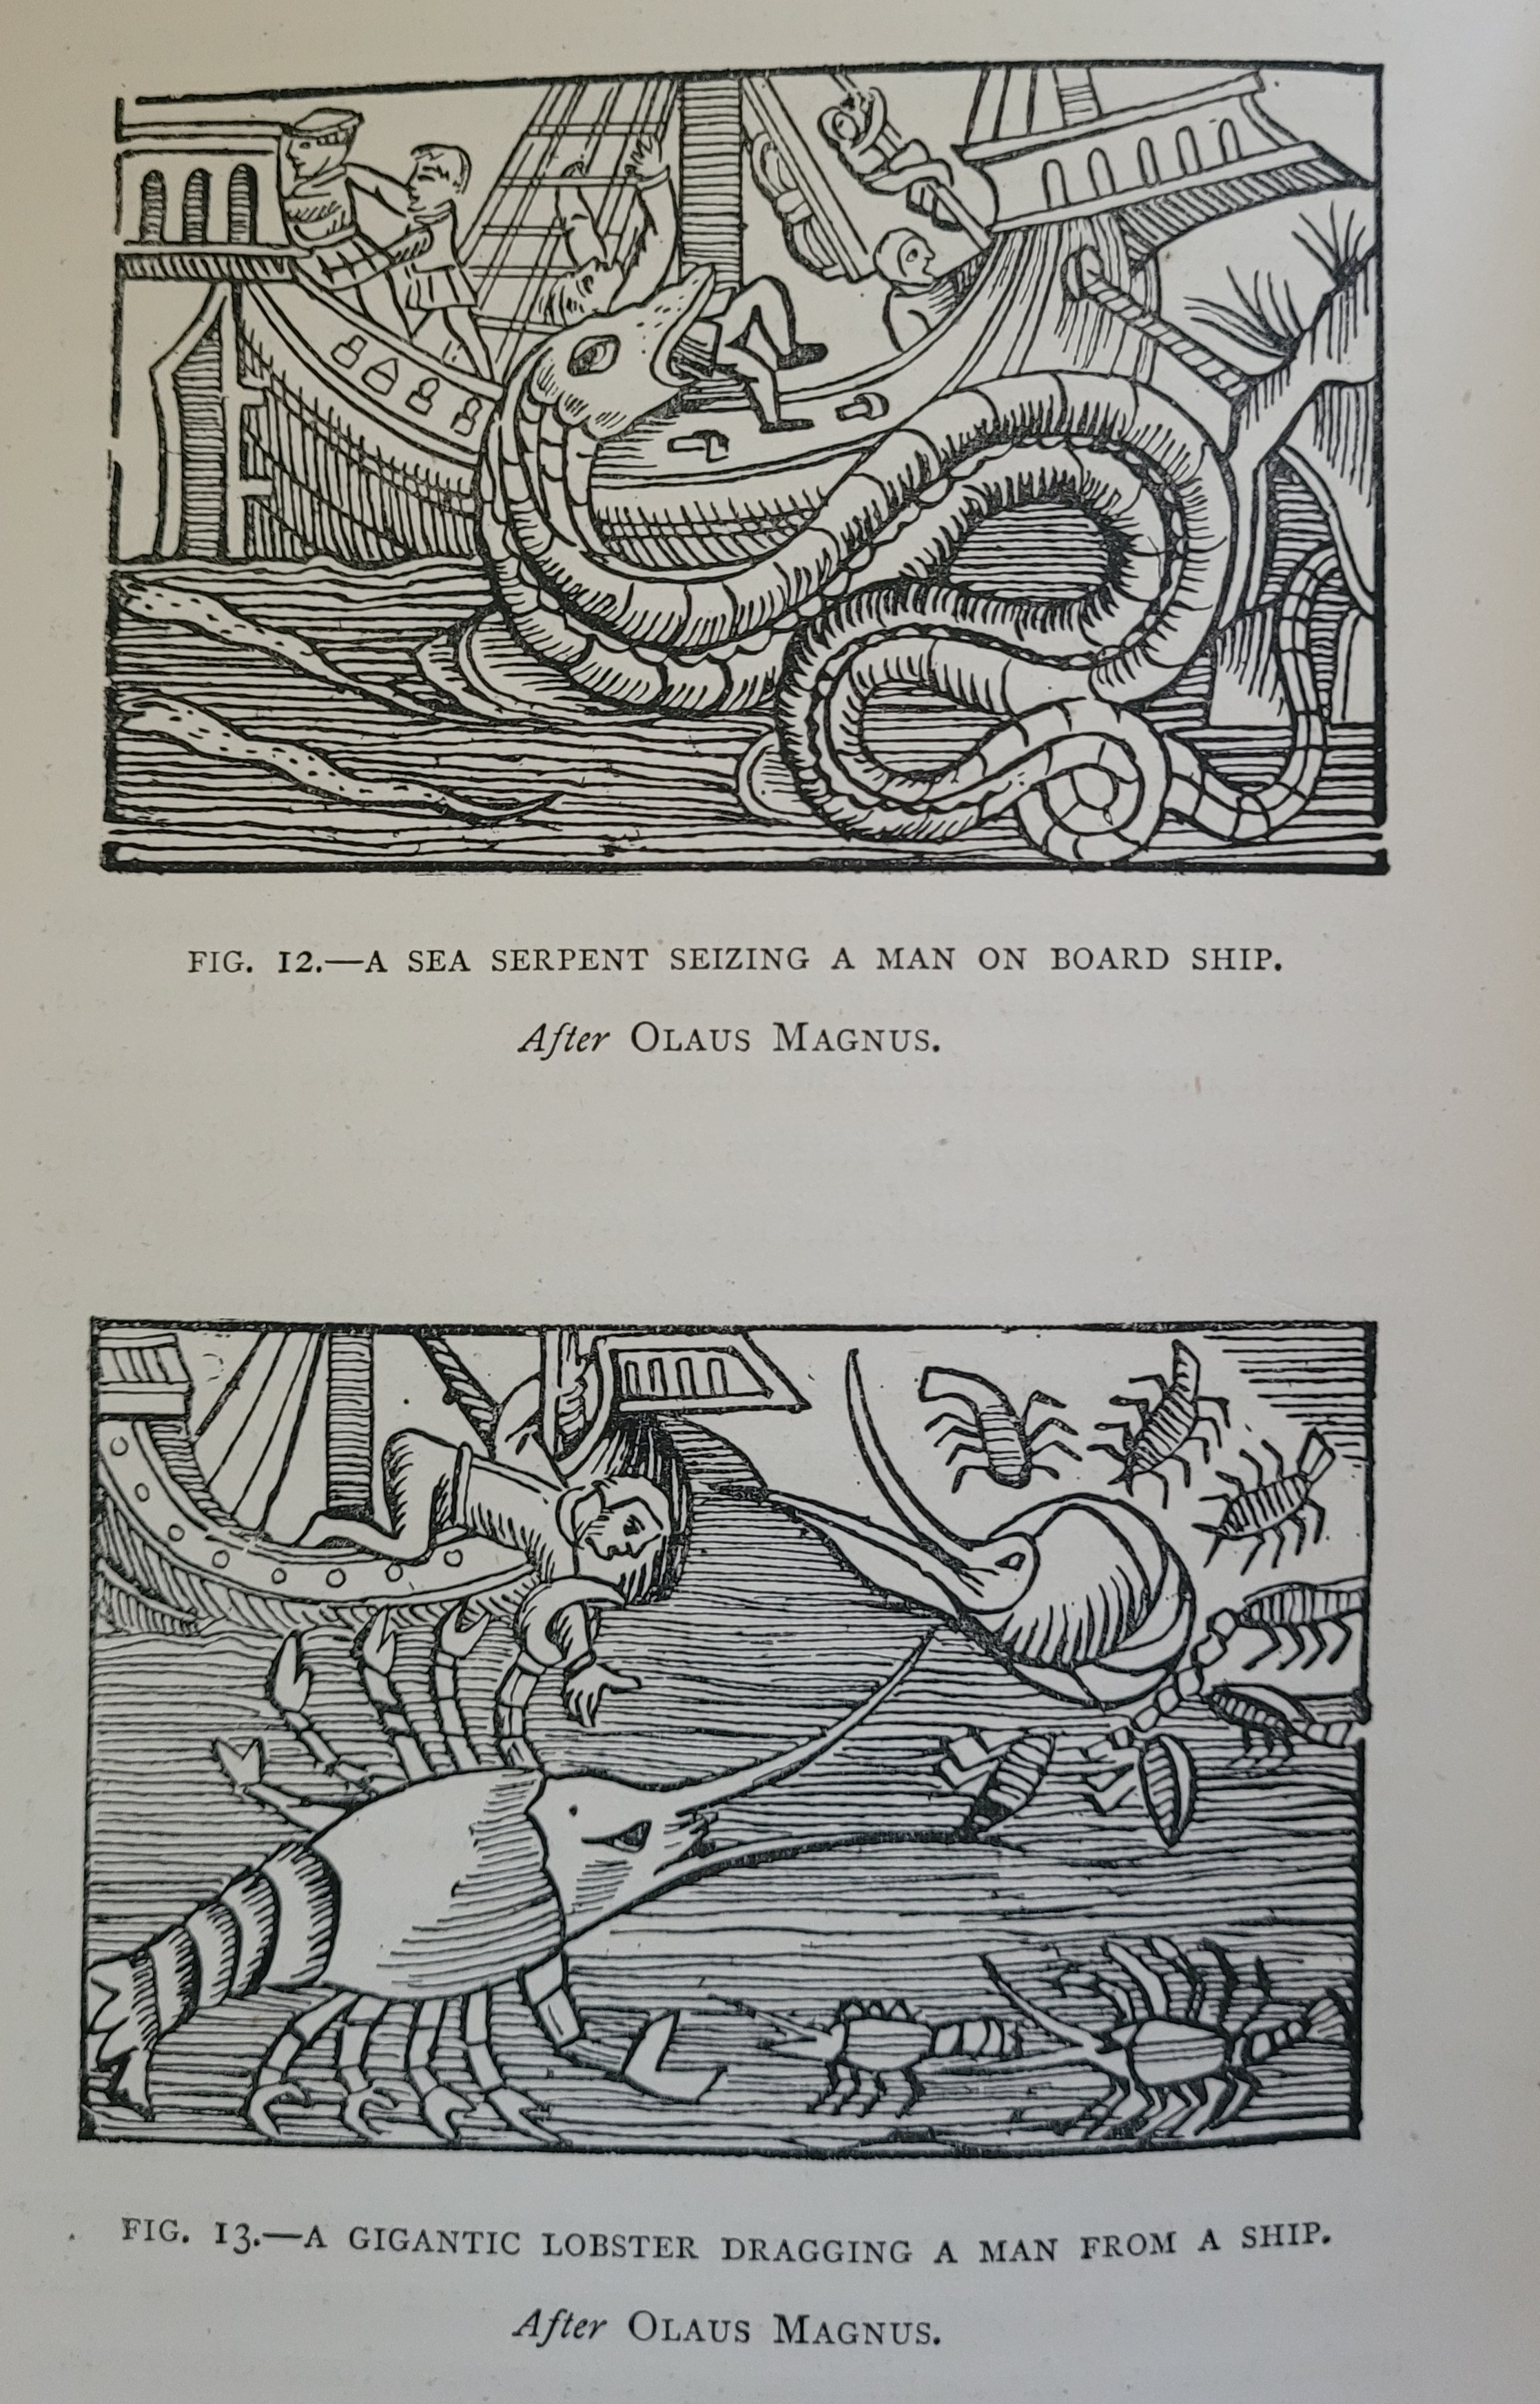 FIG. 12.—A SEA SERPENT SEIZING A MAN ON BOARD SHIP.
After OLAUS MAGNUS.
FIG. 13.—A GIGANTIC LOBSTER DRAGGING A MAN FROM A SHIP.
After OLAUS MAGNUS.